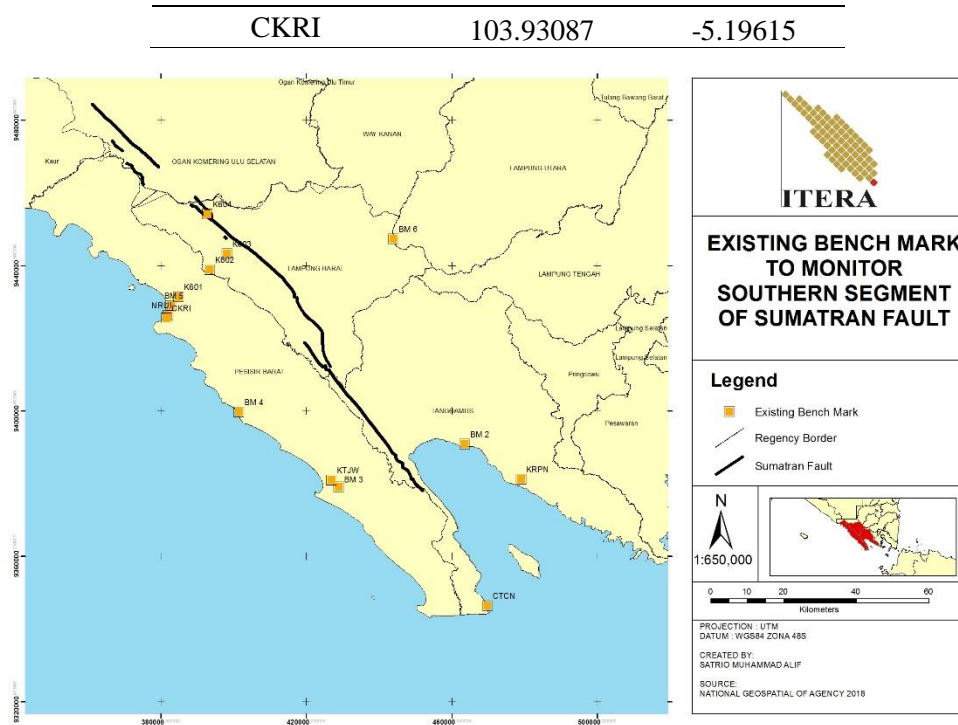 CKRI 103.93087 -5.19615
Ogan Komering Ulu Timur
Tulang Bawang Barat
WAY KANAN
Kaur
OGAN KOMERING ULU SELATAN
LAMPUNG UTARA
K604
BM 6
K603
K602
LAMPUNG BARAT
LAMPUNG TENGAH
K601
BM 5
CKRI
Lampung Selatan
Lampung Selatan
PESISIR BARAT
Pringsewu
BM 4
TANGGAMUS
Pesawaran
BM 2
KTJW
BM 3
KRPN
CTCN
9480000
9440000
9400000
9360000
9320000
380000
420000
460000
500000
ITERA
EXISTING BENCH MARK
TO MONITOR
SOUTHERN SEGMENT
OF SUMATRAN FAULT
Legend
Existing Bench Mark
Regency Border
Sumatran Fault
N
1:650,000
0 10 20 40 60
Kilometers
PROJECTION : UTM
DATUM : WGS84 ZONA 48S
CREATED BY:
SATRIO MUHAMMAD ALIF
SOURCE:
NATIONAL GEOSPATIAL OF AGENCY 2018